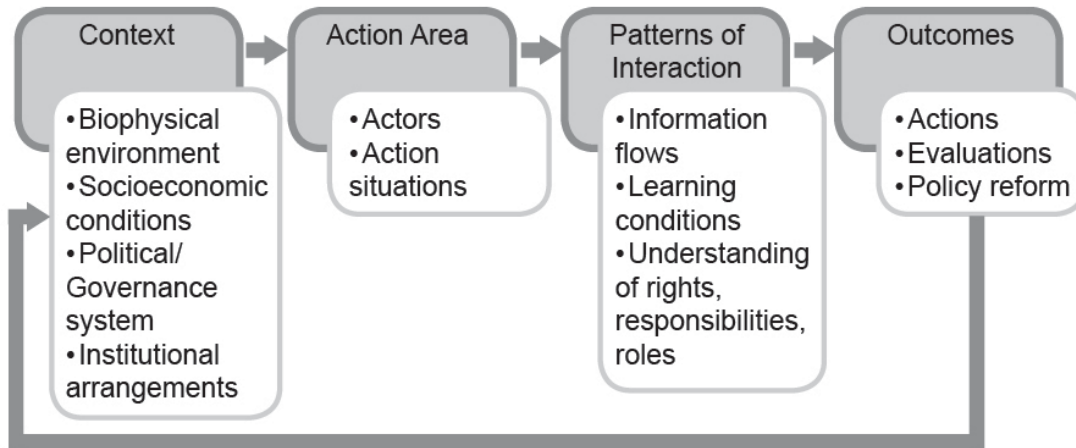 Context
•Biophysical
environment
•Socioeconomic
conditions
•Political/
Governance
system
•Institutional
arrangements
Action Area
•Actors
•Action
situations
Patterns of
Interaction
•Information
flows
•Learning
conditions
•Understanding
of rights,
responsibilities,
roles
Outcomes
•Actions
•Evaluations
•Policy reform